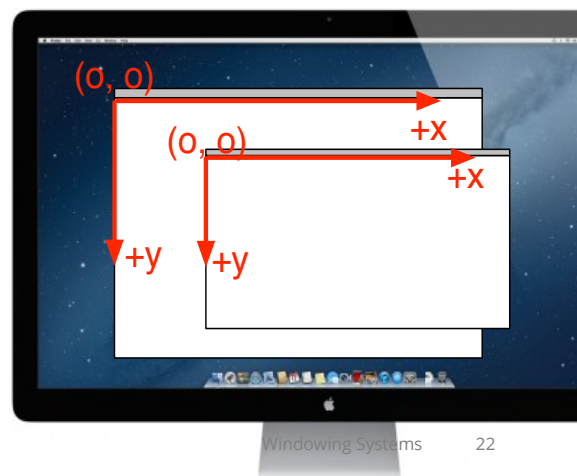 (0, 0)
+x
(0, 0)
+x
+y
+y
Windowing Systems 22